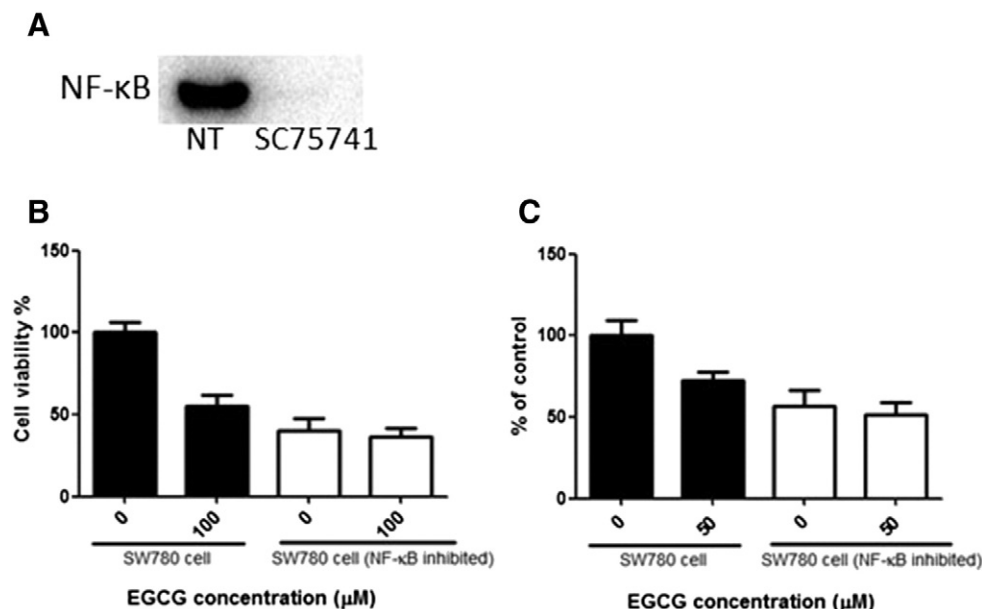 A
NF-κB
NT SC75741
B
150
100
50
0
Cell viability %
0 100 0 100
SW780 cell SW780 cell (NF-κB inhibited)
EGCG concentration (μM)
C
150
100
50
0
% of control
0 50 0 50
SW780 cell SW780 cell (NF-κB inhibited)
EGCG concentration (μM)